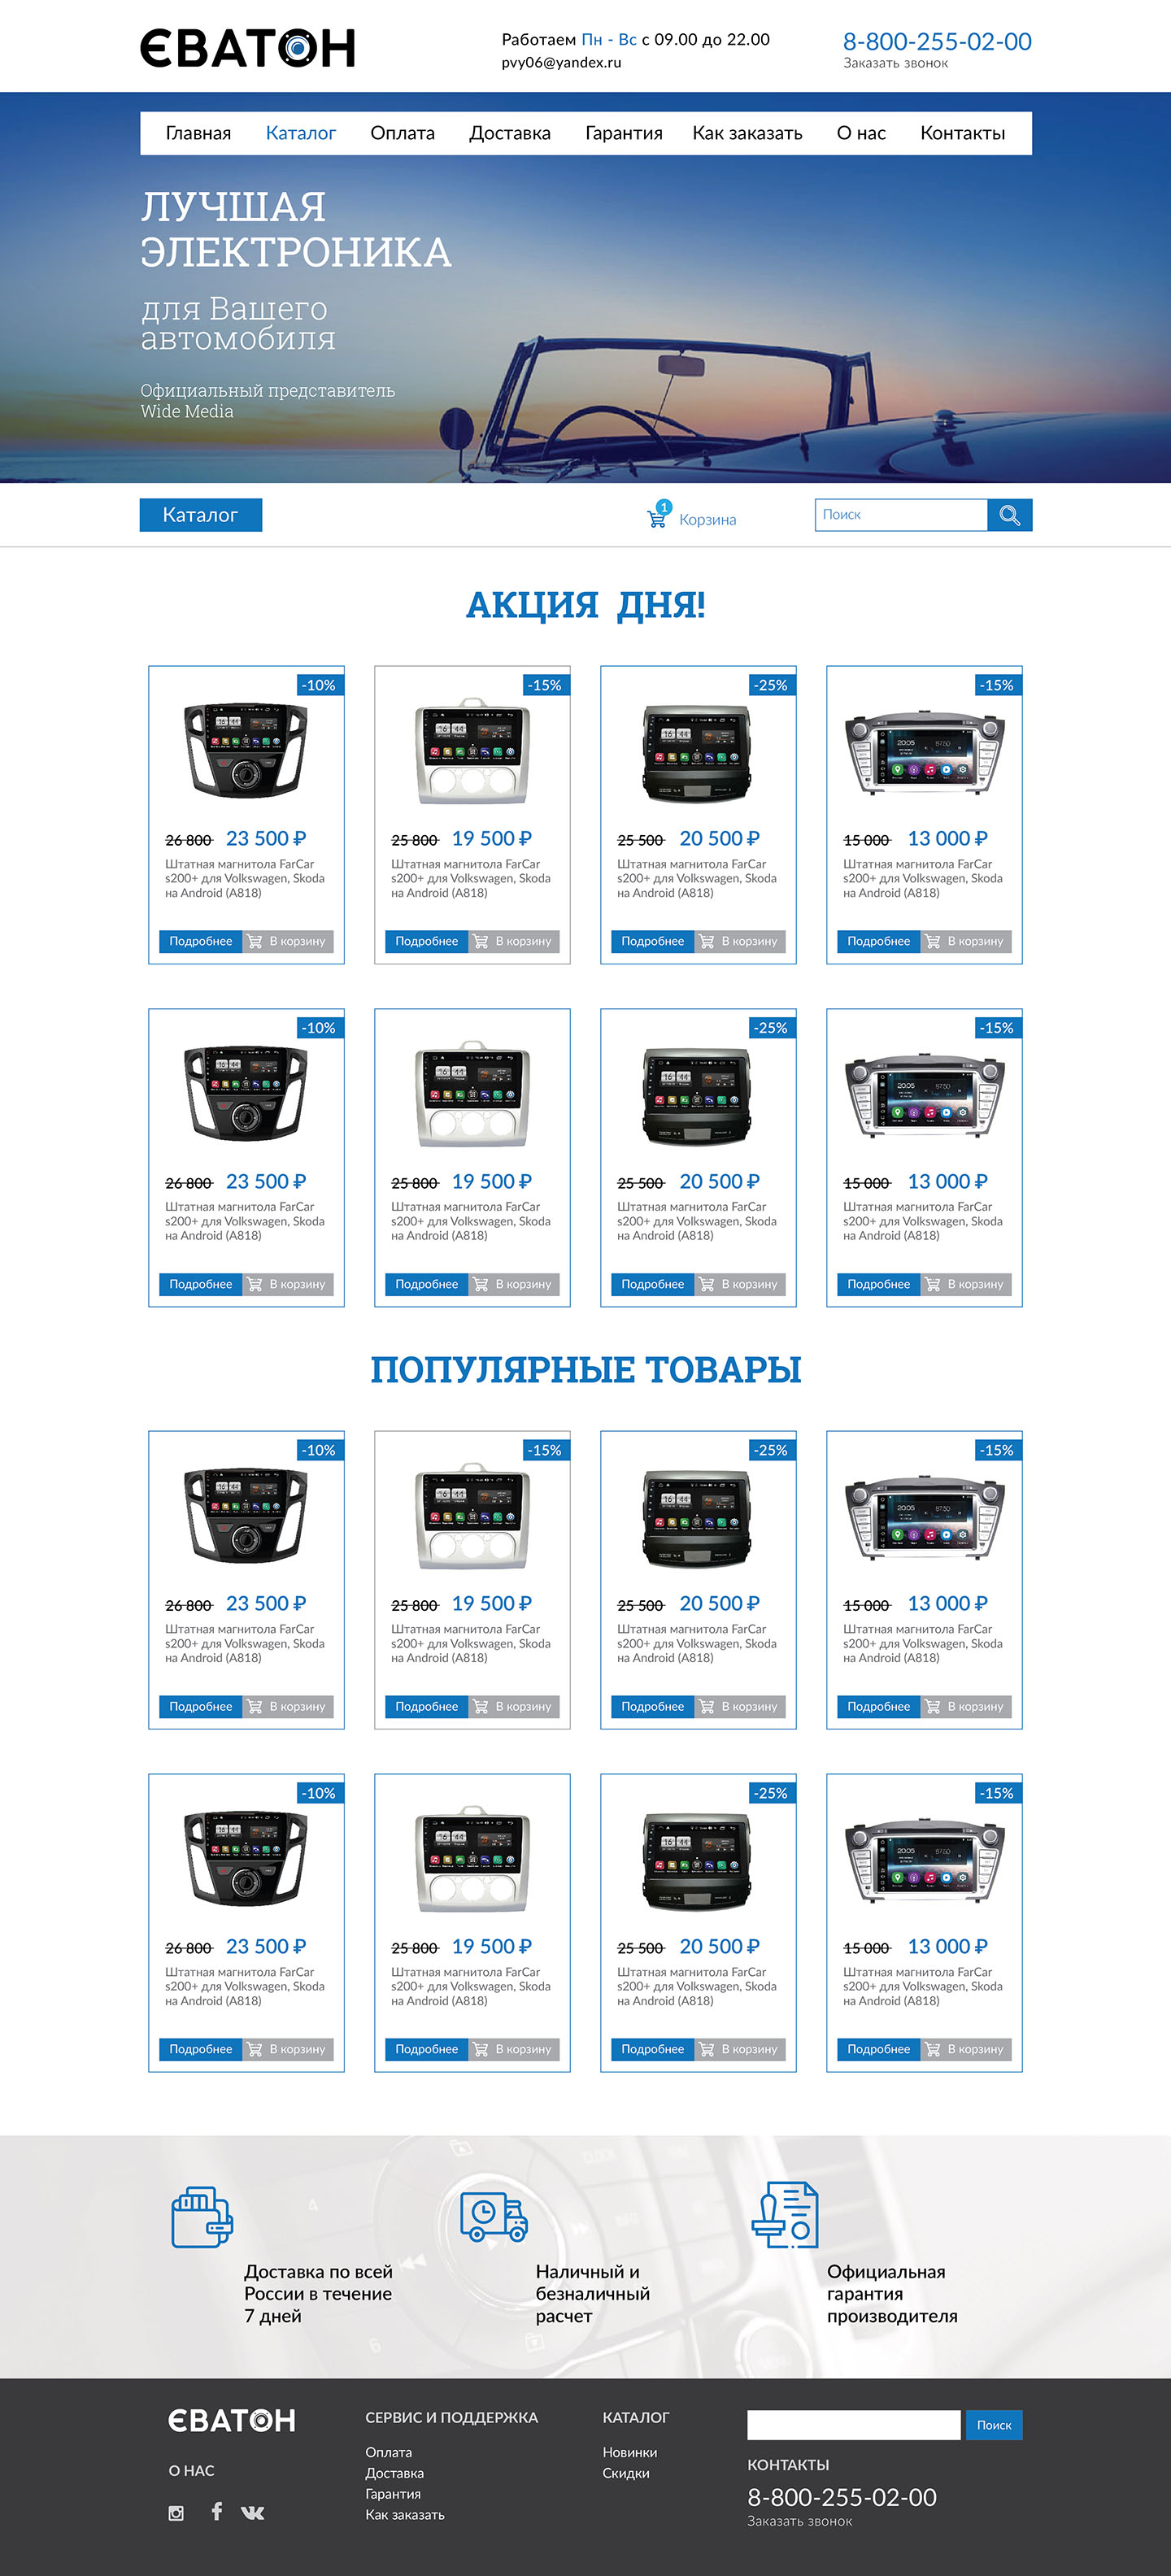 ЄВАТОН
Работаем Пн - Вс с 09.00 до 22.00
pvy06@yandex.ru
8-800-255-02-00
Заказать звонок
Главная Каталог Оплата Доставка Гарантия Как заказать О нас Контакты
ЛУЧШАЯ
ЭЛЕКТРОНИКА
для Вашего
автомобиля
Официальный представитель
Wide Media
Каталог
1
Корзина
Поиск
АКЦИЯ ДНЯ!
-10%
26 800 23 500 ₽
Штатная магнитола FarCar
s200+ для Volkswagen, Skoda
на Android (A818)
Подробнее В корзину
-15%
25 800 19 500 ₽
Штатная магнитола FarCar
s200+ для Volkswagen, Skoda
на Android (A818)
Подробнее В корзину
-25%
25 500 20 500 ₽
Штатная магнитола FarCar
s200+ для Volkswagen, Skoda
на Android (A818)
Подробнее В корзину
-15%
15 000 13 000 ₽
Штатная магнитола FarCar
s200+ для Volkswagen, Skoda
на Android (A818)
Подробнее В корзину
-10%
26 800 23 500 ₽
Штатная магнитола FarCar
s200+ для Volkswagen, Skoda
на Android (A818)
Подробнее В корзину
25 800 19 500 ₽
Штатная магнитола FarCar
s200+ для Volkswagen, Skoda
на Android (A818)
Подробнее В корзину
-25%
25 500 20 500 ₽
Штатная магнитола FarCar
s200+ для Volkswagen, Skoda
на Android (A818)
Подробнее В корзину
-15%
15 000 13 000 ₽
Штатная магнитола FarCar
s200+ для Volkswagen, Skoda
на Android (A818)
Подробнее В корзину
ПОПУЛЯРНЫЕ ТОВАРЫ
-10%
26 800 23 500 ₽
Штатная магнитола FarCar
s200+ для Volkswagen, Skoda
на Android (A818)
Подробнее В корзину
-15%
25 800 19 500 ₽
Штатная магнитола FarCar
s200+ для Volkswagen, Skoda
на Android (A818)
Подробнее В корзину
-25%
25 500 20 500 ₽
Штатная магнитола FarCar
s200+ для Volkswagen, Skoda
на Android (A818)
Подробнее В корзину
-15%
15 000 13 000 ₽
Штатная магнитола FarCar
s200+ для Volkswagen, Skoda
на Android (A818)
Подробнее В корзину
-10%
26 800 23 500 ₽
Штатная магнитола FarCar
s200+ для Volkswagen, Skoda
на Android (A818)
Подробнее В корзину
25 800 19 500 ₽
Штатная магнитола FarCar
s200+ для Volkswagen, Skoda
на Android (A818)
Подробнее В корзину
-25%
25 500 20 500 ₽
Штатная магнитола FarCar
s200+ для Volkswagen, Skoda
на Android (A818)
Подробнее В корзину
-15%
15 000 13 000 ₽
Штатная магнитола FarCar
s200+ для Volkswagen, Skoda
на Android (A818)
Подробнее В корзину
Доставка по всей
России в течение
7 дней
Наличный и
безналичный
расчет
Официальная
гарантия
производителя
ЄВАТОН
О НАС
СЕРВИС И ПОДДЕРЖКА
Оплата
Доставка
Гарантия
Как заказать
КАТАЛОГ
Новинки
Скидки
Поиск
КОНТАКТЫ
8-800-255-02-00
Заказать звонок